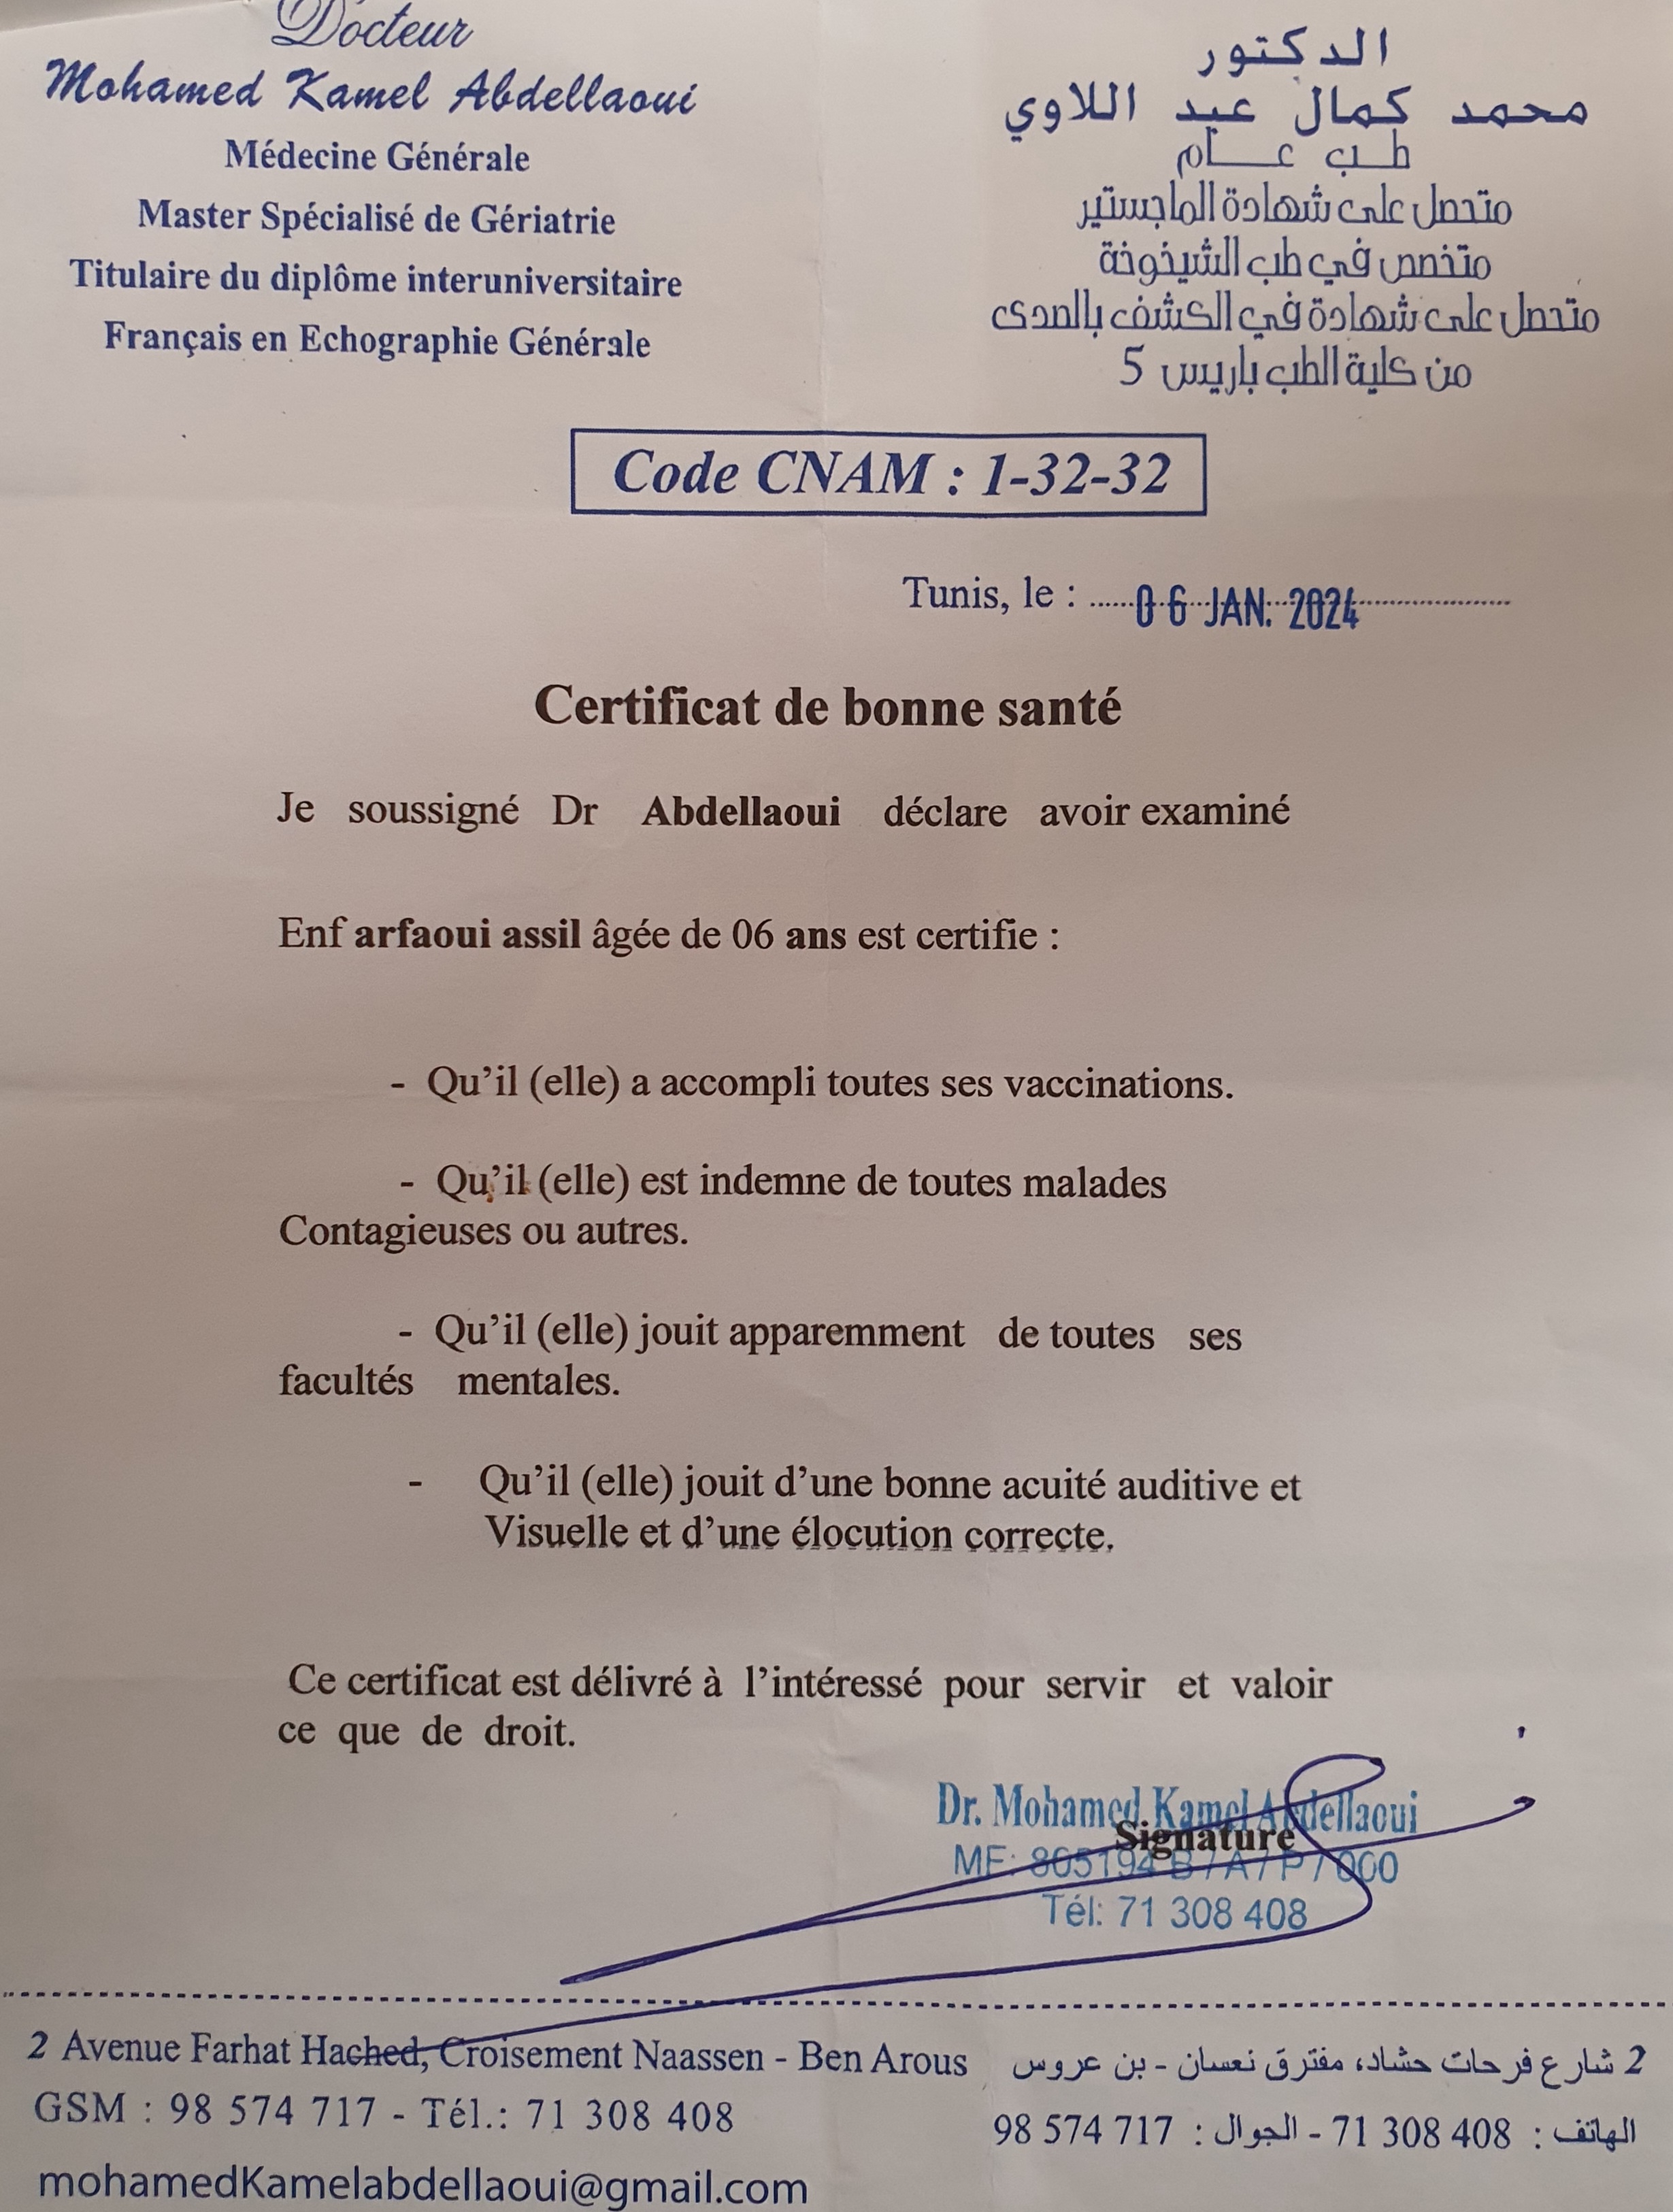 Docteur
Mohamed Kamel Abdellaoui
Médecine Générale
Master Spécialisé de Gériatrie
Titulaire du diplôme interuniversitaire
Français en Echographie Générale
الدكتور
محمد كمال عبد اللاوي
طب عام
متحصل على شهادة الماجستير
متخصص في طب الشيخوخة
متحصل على شهادة في الكشف بالصدى
من كلية الطب باريس 5
Code CNAM : 1-32-32
Tunis, le : 06 JAN. 2024
Certificat de bonne santé
Je soussigné Dr Abdellaoui déclare avoir examiné
Enf arfaoui assil âgée de 06 ans est certifie :
- Qu’il (elle) a accompli toutes ses vaccinations.
- Qu’il (elle) est indemne de toutes malades
Contagieuses ou autres.
- Qu’il (elle) jouit apparemment de toutes ses
facultés mentales.
- Qu’il (elle) jouit d’une bonne acuité auditive et
Visuelle et d’une élocution correcte.
Ce certificat est délivré à l’intéressé pour servir et valoir
ce que de droit.
Dr. Mohamed Kamel Abdellaoui
Signature
MF: 865194 B / A / P / 000
Tél: 71 308 408
2 Avenue Farhat Hached, Croisement Naassen - Ben Arous
GSM : 98 574 717 - Tél.: 71 308 408
mohamedKamelabdellaoui@gmail.com
2 شارع فرحات حشاد، مفترق نعسان - بن عروس
الهاتف : 71 308 408 - الجوال : 98 574 717